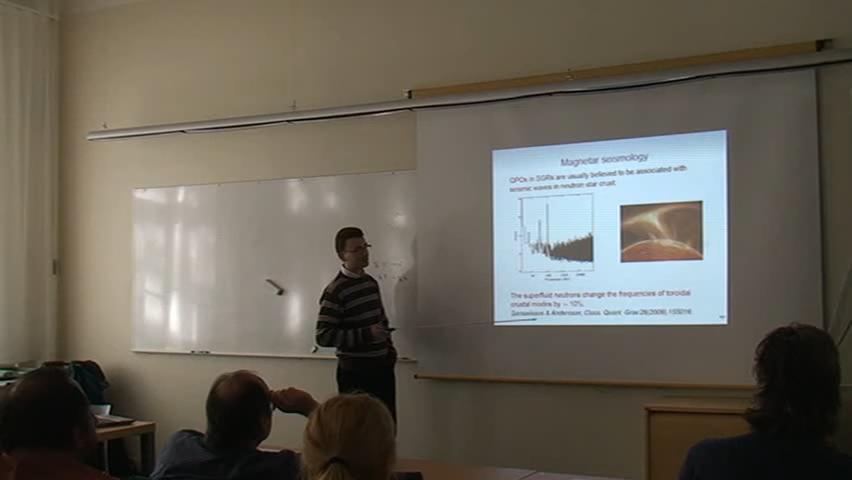 Magnetar seismology
QPOs in SGRs are usually believed to be associated with
seismic waves in neutron star crust.
The superfluid neutrons change the frequencies of toroidal
crustal modes by ~ 10%.
Samuelsson & Andersson, Class. Quant. Grav.26(2009),155016